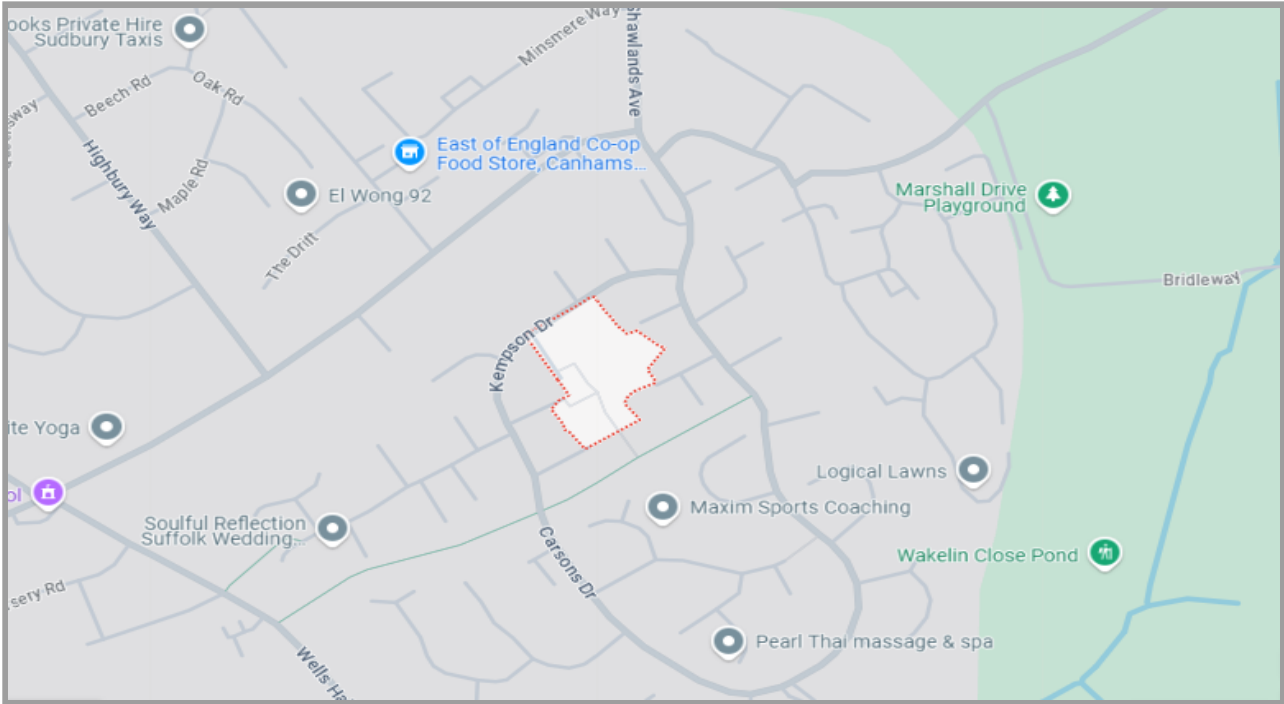 ooks Private Hire
Sudbury Taxis
Minsmere Way
Shawlands Ave
Beech Rd
Oak Rd
Highbury Way
Maple Rd
East of England Co-op
Food Store, Canhams...
El Wong 92
The Drift
Marshall Drive
Playground
Bridleway
Kempson Dr
ite Yoga
ol
Logical Lawns
Maxim Sports Coaching
Soulful Reflection
Suffolk Wedding...
Carsons Dr
Wakelin Close Pond
sery Rd
Pearl Thai massage & spa
Wells Ha